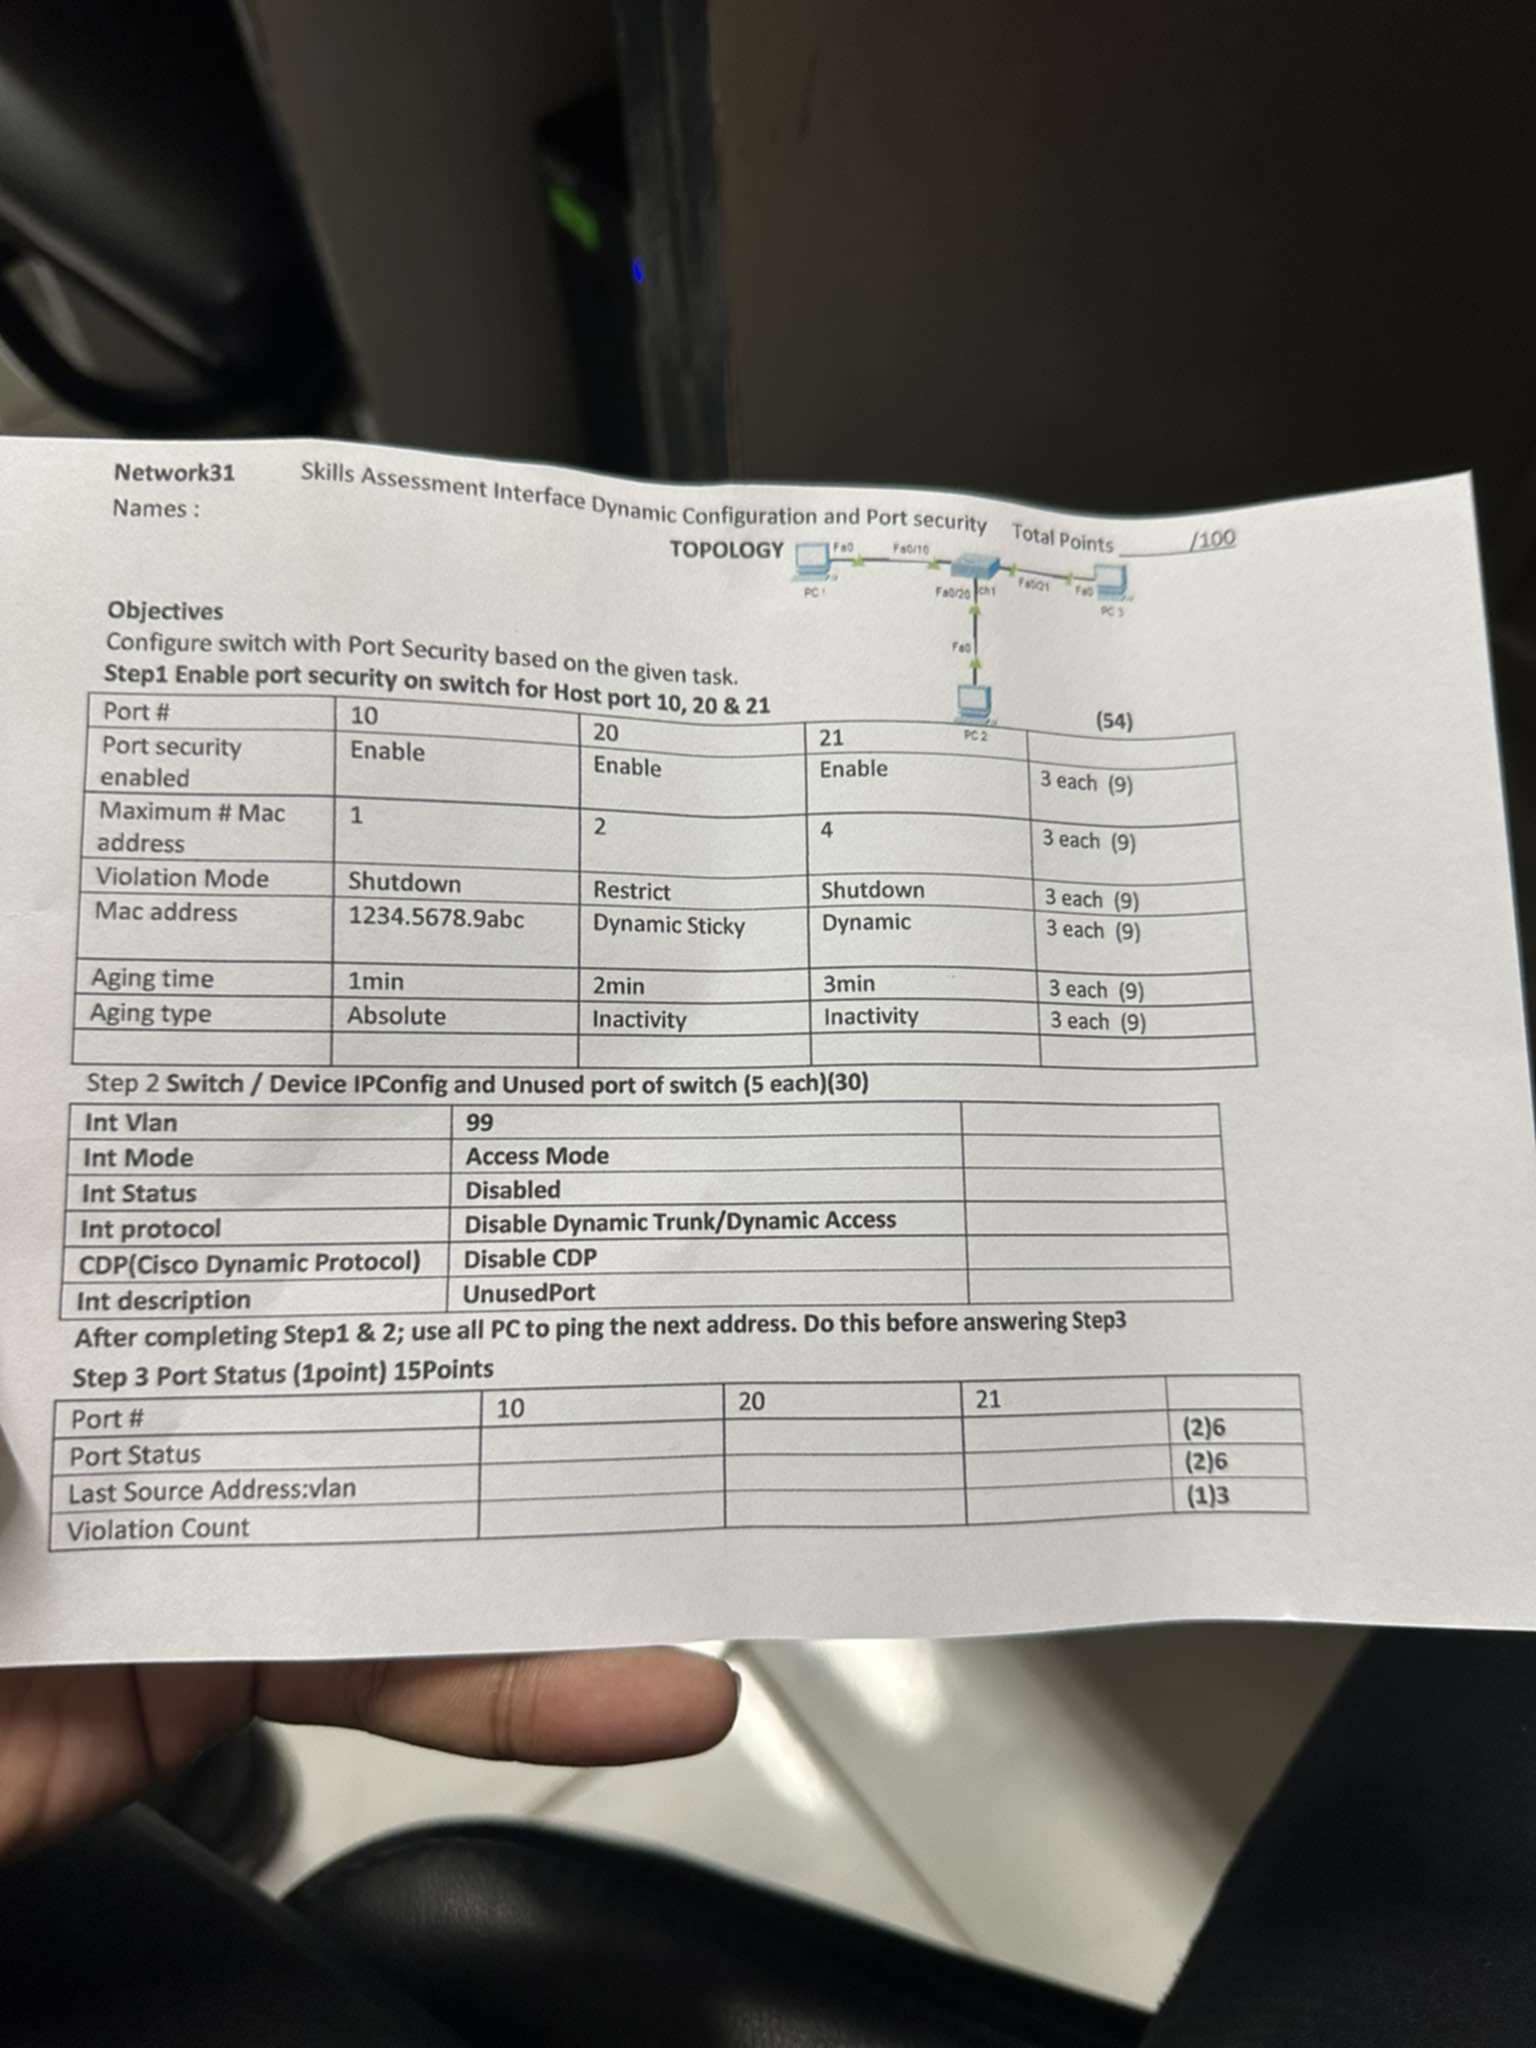 Network31 Skills Assessment Interface Dynamic Configuration and Port security Total Points ______/100
Names :
TOPOLOGY
Fa0 Fa0/10
Fa0/21 Fa0
PC 1 Fa0/20 ch1 PC 3
Fa0
PC 2
Objectives
Configure switch with Port Security based on the given task.
Step1 Enable port security on switch for Host port 10, 20 & 21 (54)
Port # 10 20 21
Port security enabled Enable Enable Enable 3 each (9)
Maximum # Mac address 1 2 4 3 each (9)
Violation Mode Shutdown Restrict Shutdown 3 each (9)
Mac address 1234.5678.9abc Dynamic Sticky Dynamic 3 each (9)
Aging time 1min 2min 3min 3 each (9)
Aging type Absolute Inactivity Inactivity 3 each (9)
Step 2 Switch / Device IPConfig and Unused port of switch (5 each)(30)
Int Vlan 99
Int Mode Access Mode
Int Status Disabled
Int protocol Disable Dynamic Trunk/Dynamic Access
CDP(Cisco Dynamic Protocol) Disable CDP
Int description UnusedPort
After completing Step1 & 2; use all PC to ping the next address. Do this before answering Step3
Step 3 Port Status (1point) 15Points
Port # 10 20 21
Port Status (2)6
Last Source Address:vlan (2)6
Violation Count (1)3